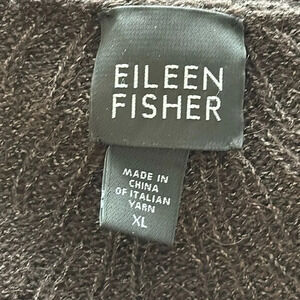 EILEEN
FISHER
MADE IN
CHINA
OF ITALIAN
YARN
XL